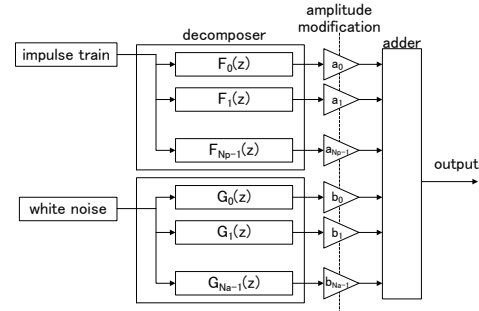 amplitude
modification
decomposer
adder
impulse train
F0(z)
a0
F1(z)
a1
FNp-1(z)
aNp-1
output
white noise
G0(z)
b0
G1(z)
b1
GNa-1(z)
bNa-1